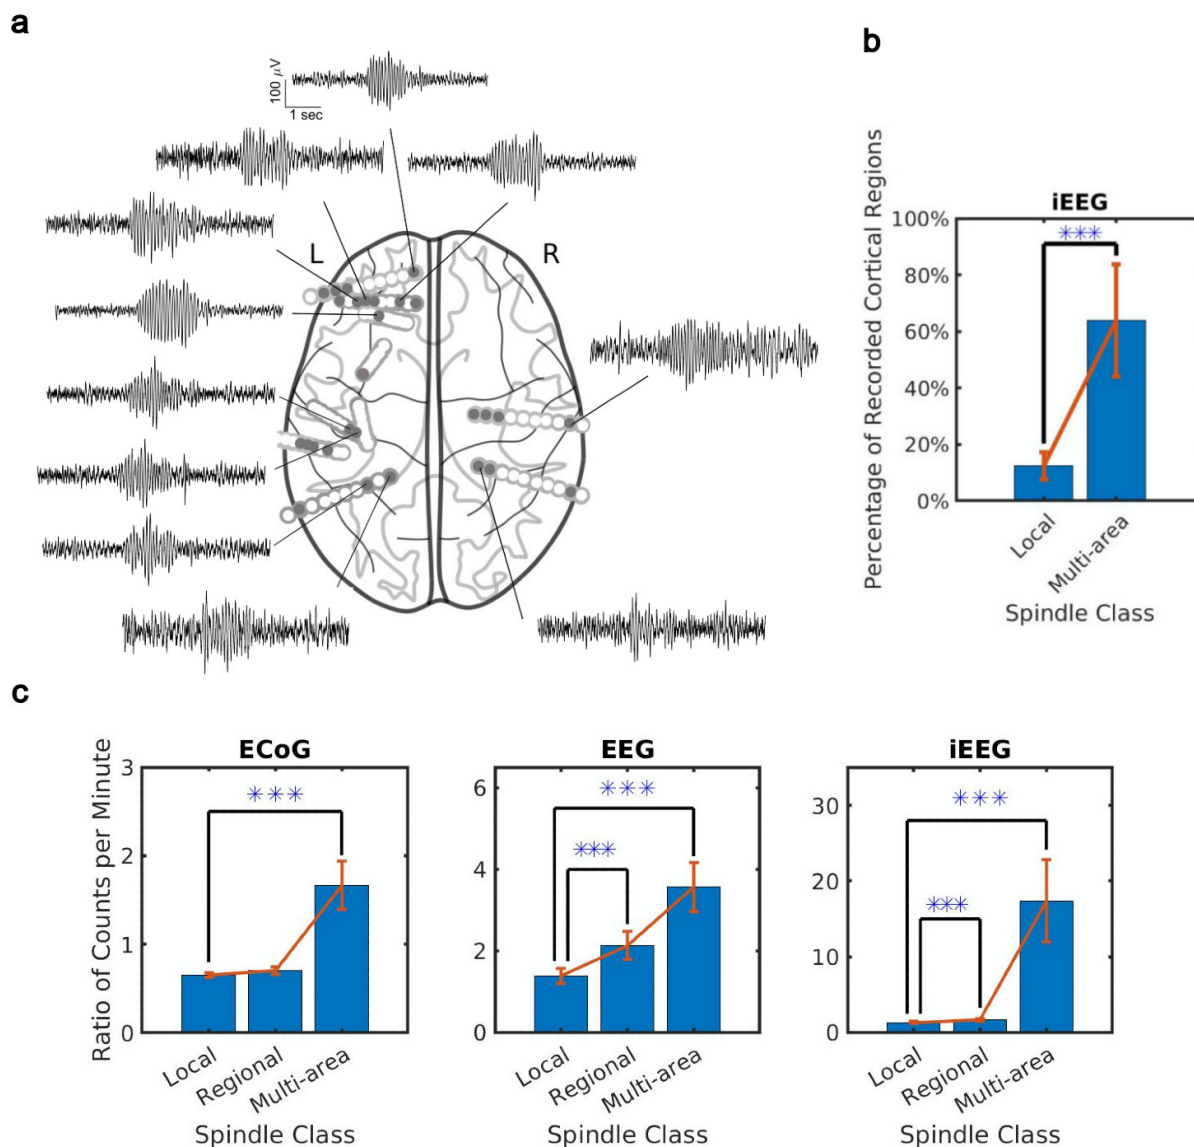 a
100 µV
1 sec
L
R
b
iEEG
Percentage of Recorded Cortical Regions
100%
80%
60%
40%
20%
0%
✳✳✳
Local
Multi-area
Spindle Class
c
ECoG
Ratio of Counts per Minute
3
2
1
0
✳✳✳
Local
Regional
Multi-area
Spindle Class
EEG
6
4
2
0
✳✳✳
✳✳✳
Local
Regional
Multi-area
Spindle Class
iEEG
30
20
10
0
✳✳✳
✳✳✳
Local
Regional
Multi-area
Spindle Class